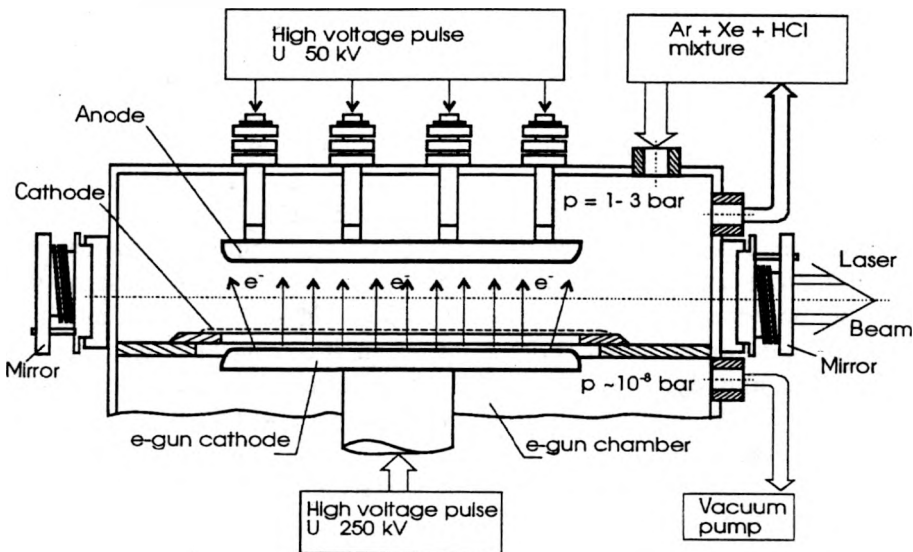 High voltage pulse
U 50 kV
Ar + Xe + HCl
mixture
Anode
Cathode
p = 1- 3 bar
e⁻ e⁻ e⁻
Laser
Beam
Mirror
Mirror
p ~10⁻⁸ bar
e-gun cathode
e-gun chamber
High voltage pulse
U 250 kV
Vacuum
pump